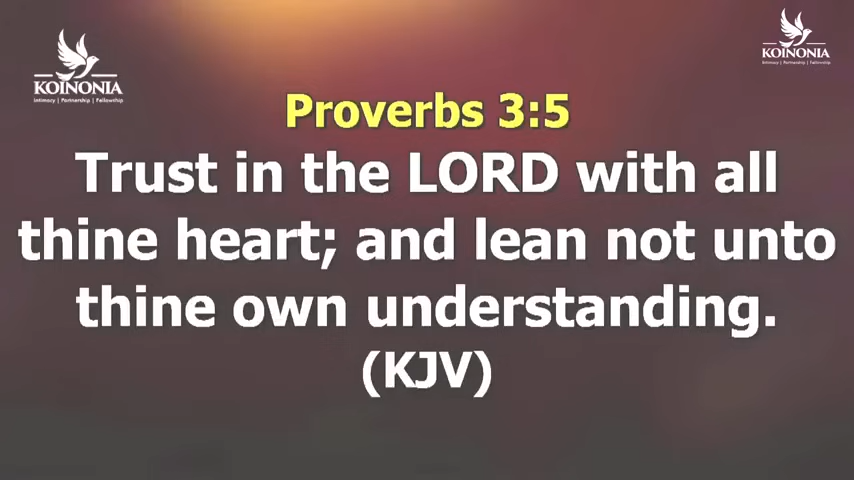 KOINONIA
Intimacy | Partnership | Fellowship
KOINONIA
Intimacy | Partnership | Fellowship
Proverbs 3:5
Trust in the LORD with all
thine heart; and lean not unto
thine own understanding.
(KJV)